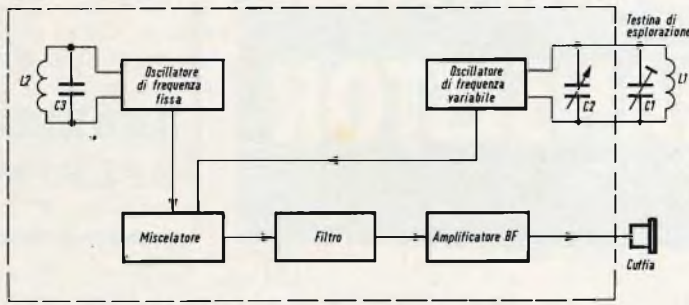 Testina di
esplorazione
L2
C3
Oscillatore
di frequenza
fissa
Oscillatore
di frequenza
variabile
C2
C1
L1
Miscelatore
Filtro
Amplificatore BF
Cuffia